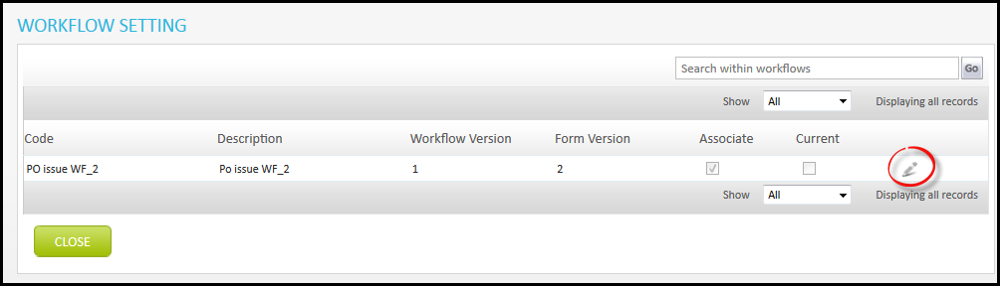 WORKFLOW SETTING
Search within workflows Go
Show All Displaying all records
Code Description Workflow Version Form Version Associate Current
PO issue WF_2 Po issue WF_2 1 2
Show All Displaying all records
CLOSE